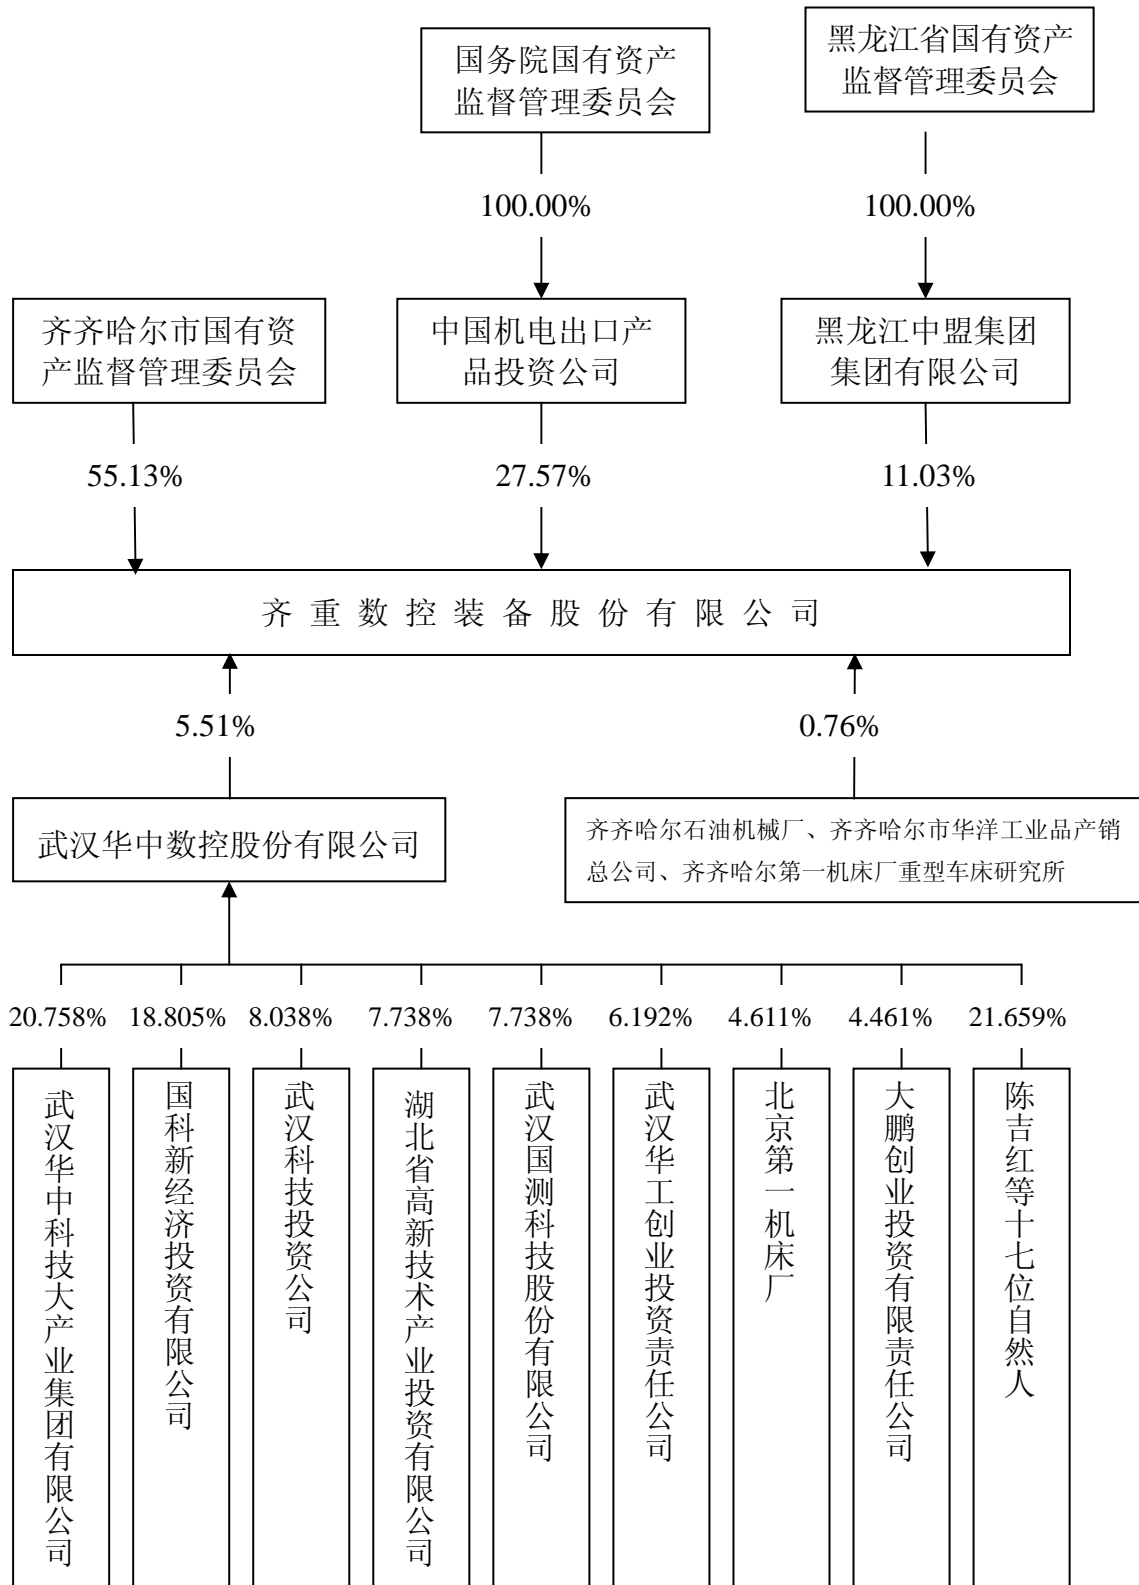 国务院国有资产
监督管理委员会
黑龙江省国有资产
监督管理委员会
100.00%
100.00%
齐齐哈尔市国有资
产监督管理委员会
中国机电出口产
品投资公司
黑龙江中盟集团
集团有限公司
55.13%
27.57%
11.03%
齐重数控装备股份有限公司
5.51%
0.76%
武汉华中数控股份有限公司
齐齐哈尔石油机械厂、齐齐哈尔市华洋工业品产销
总公司、齐齐哈尔第一机床厂重型车床研究所
20.758%
18.805%
8.038%
7.738%
7.738%
6.192%
4.611%
4.461%
21.659%
武汉华中科技大产业集团有限公司
国科新经济投资有限公司
武汉科技投资公司
湖北省高新技术产业投资有限公司
武汉国测科技股份有限公司
武汉华工创业投资责任公司
北京第一机床厂
大鹏创业投资有限责任公司
陈吉红等十七位自然人